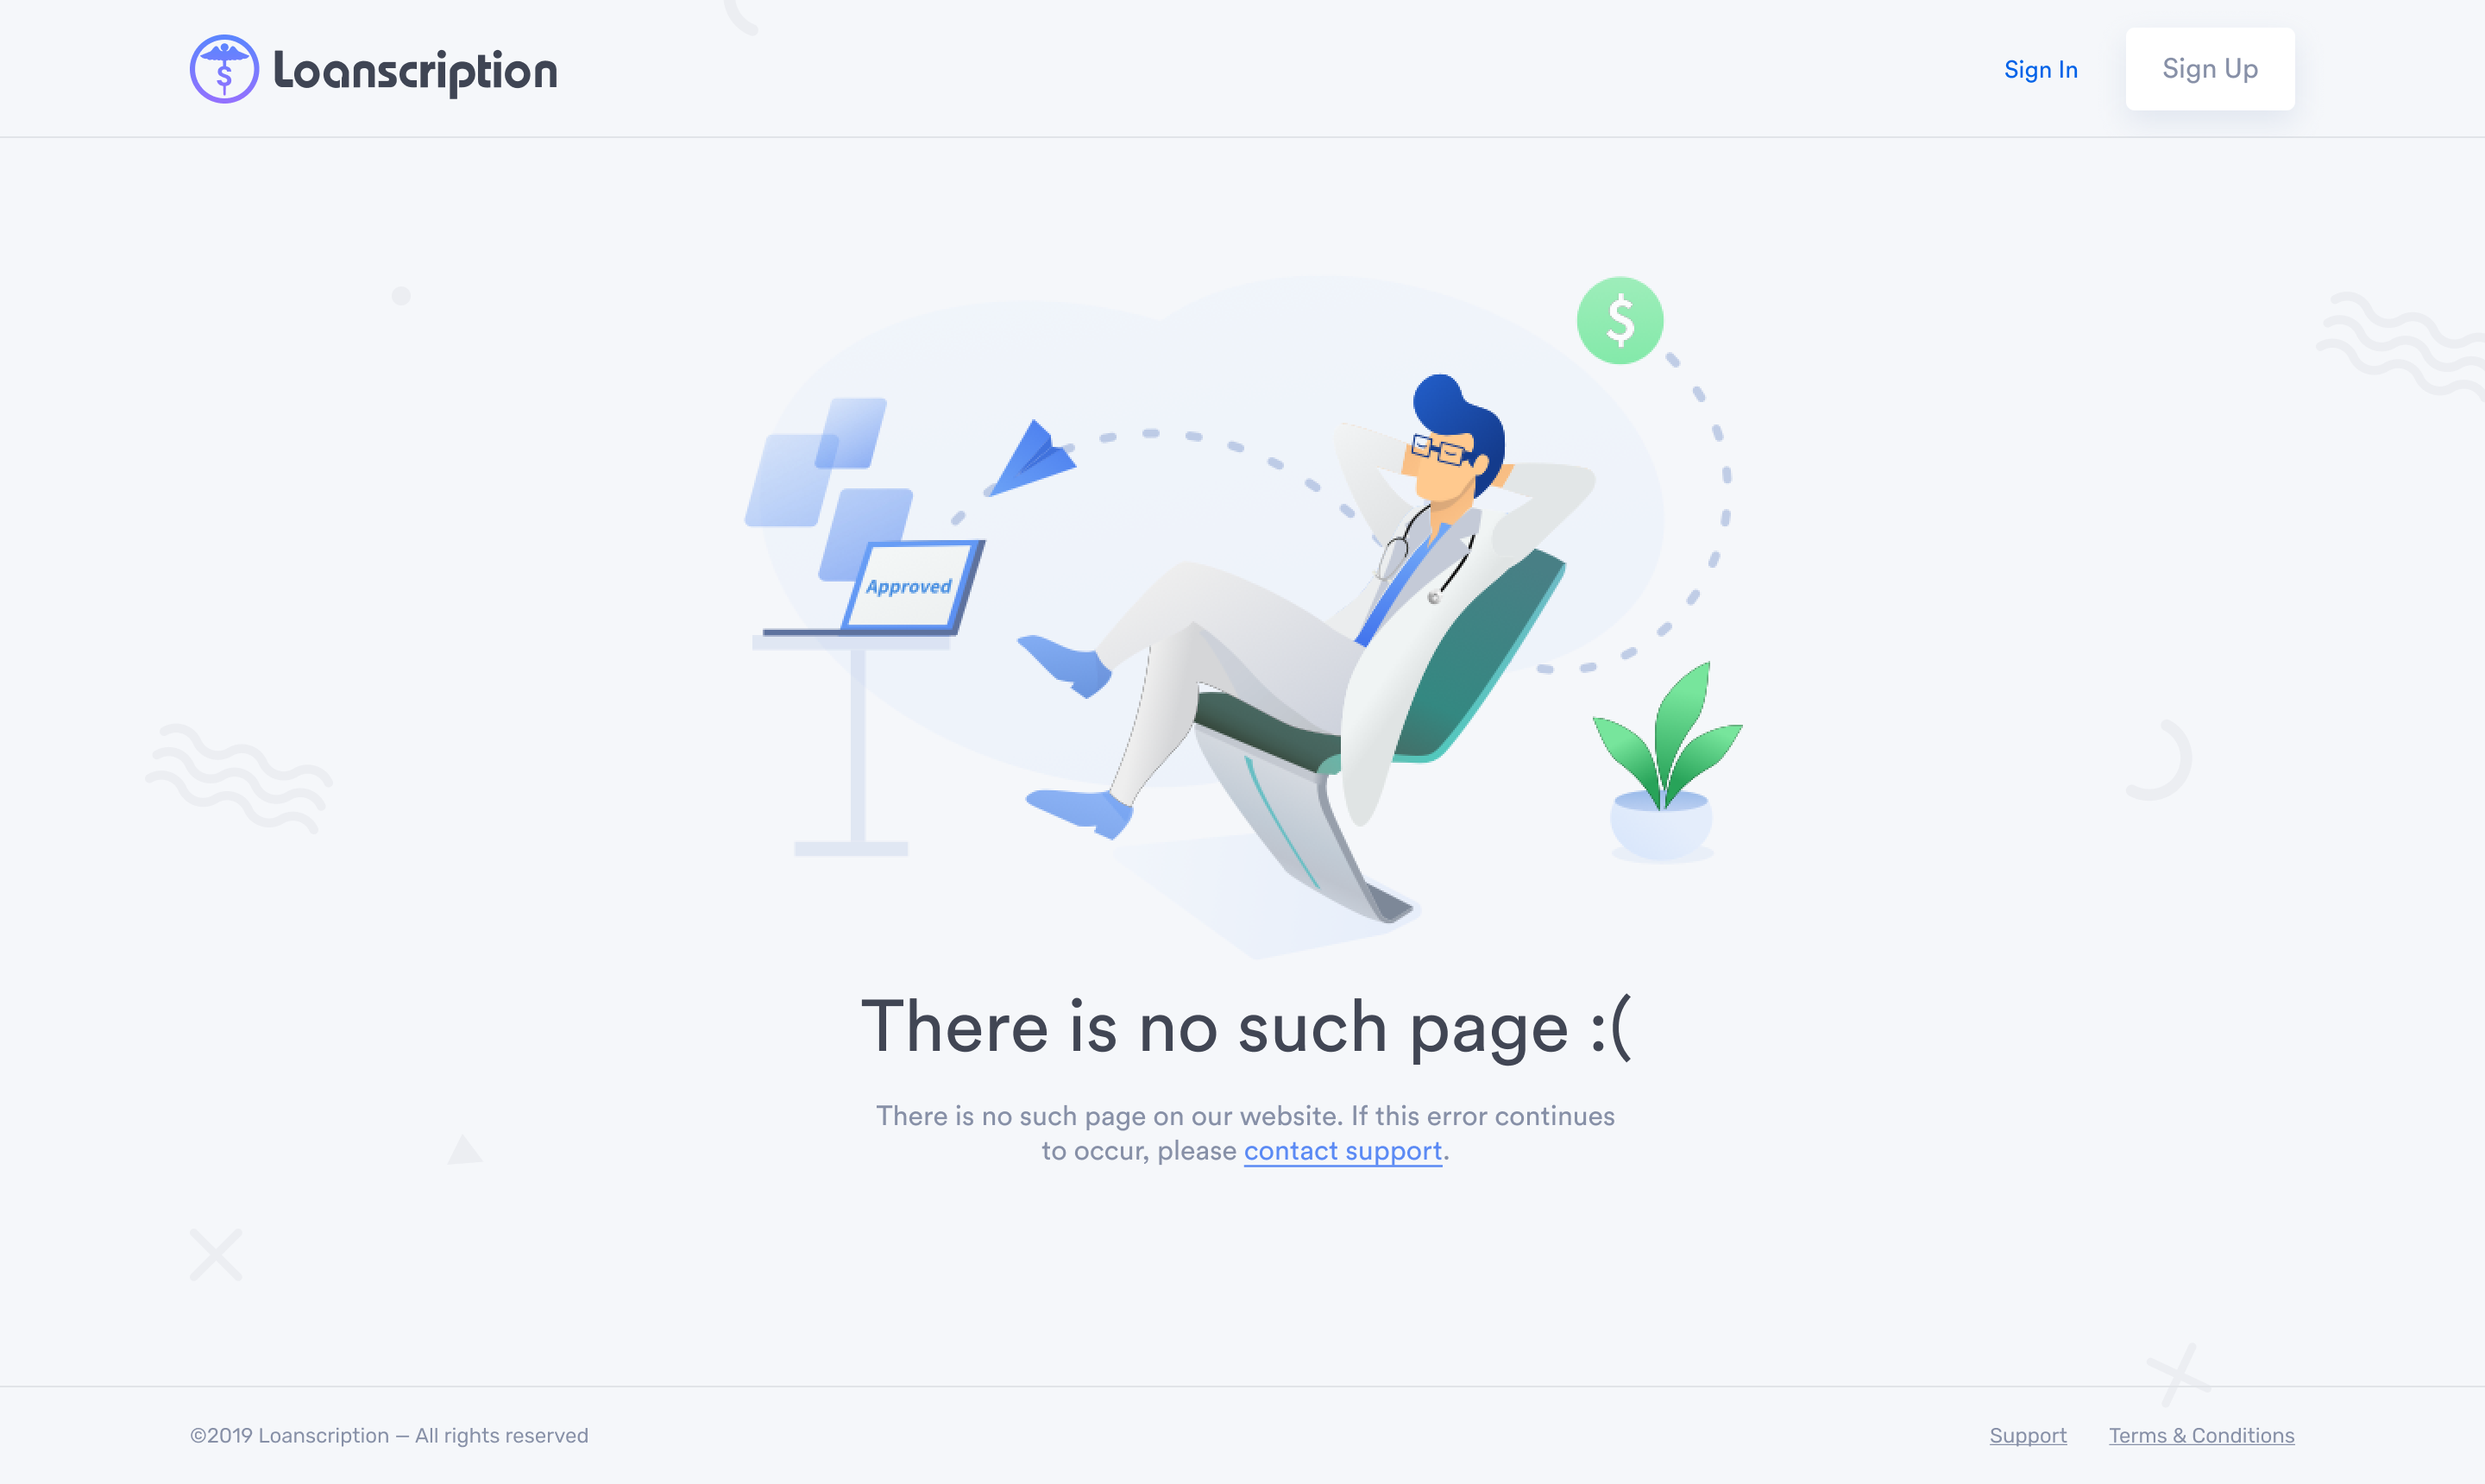 Loanscription
Sign In
Sign Up
$
Approved
There is no such page :(
There is no such page on our website. If this error continues
to occur, please contact support.
©2019 Loanscription — All rights reserved
Support
Terms & Conditions